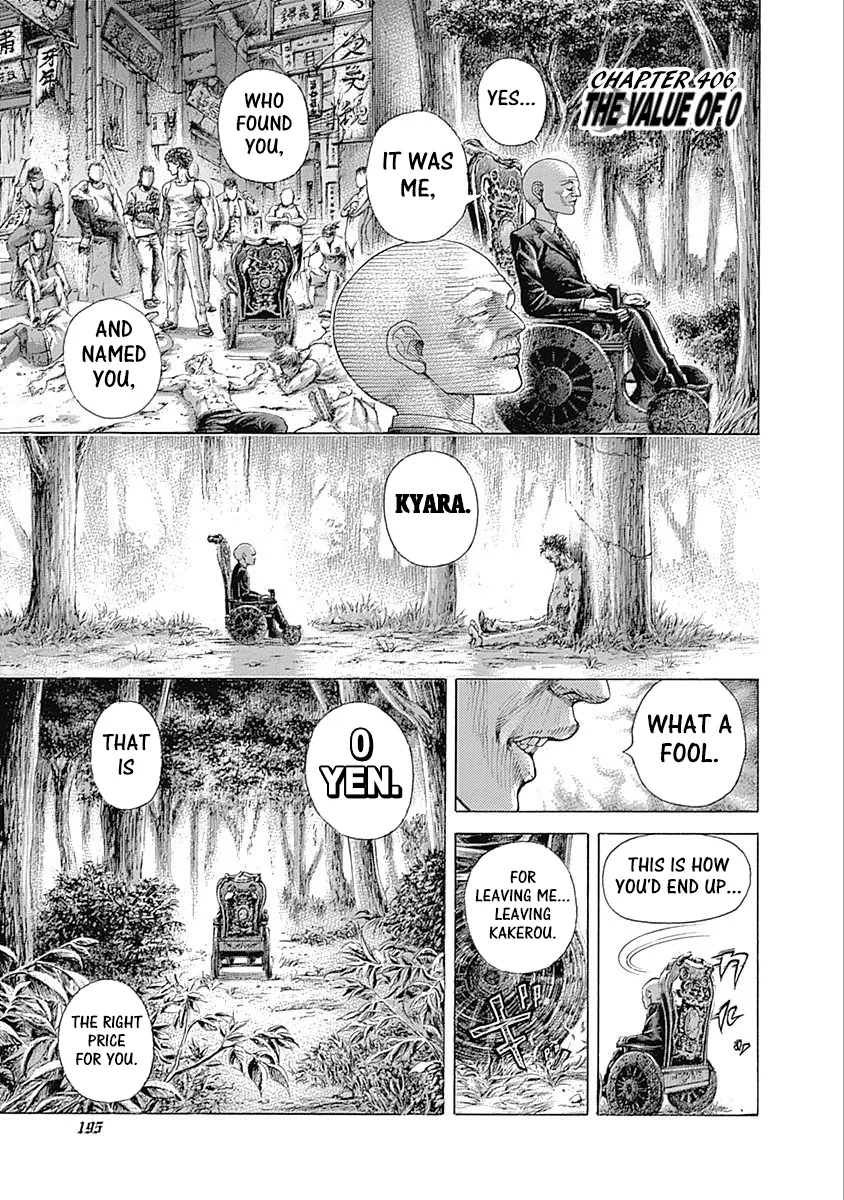 CHAPTER 406
THE VALUE OF 0
YES...
IT WAS
ME,
WHO
FOUND
YOU,
AND
NAMED
YOU,
KYARA.
WHAT A
FOOL.
THIS IS HOW
YOU'D END UP...
FOR
LEAVING ME...
LEAVING
KAKEROU.
0
YEN.
THAT
IS
THE RIGHT
PRICE
FOR YOU.
195